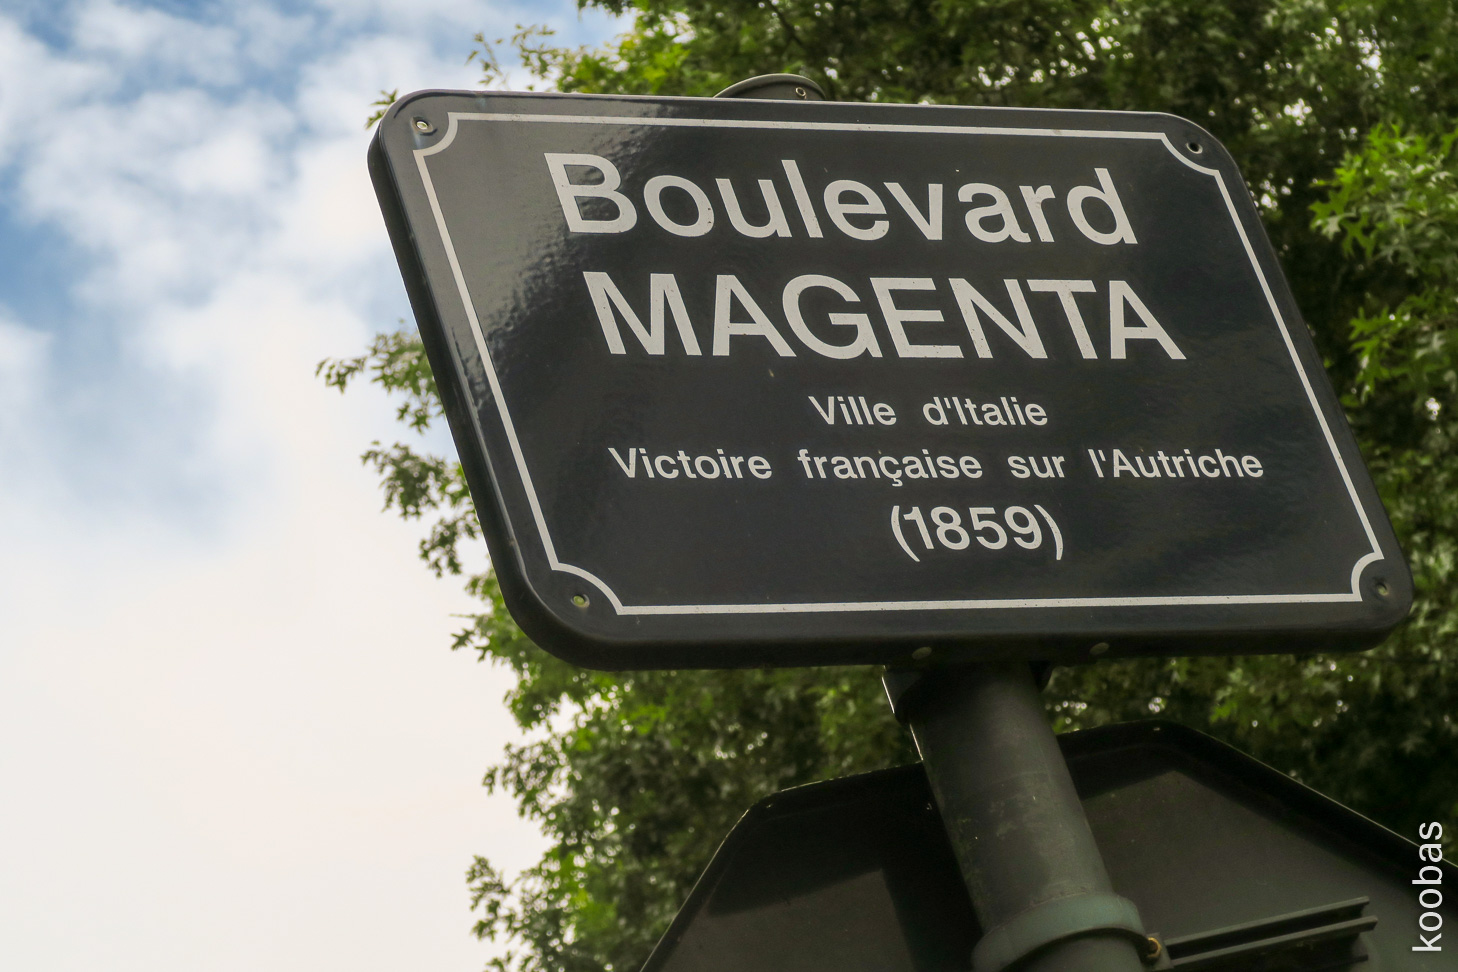 Boulevard
MAGENTA
Ville d'Italie
Victoire française sur l'Autriche
(1859)
koobas